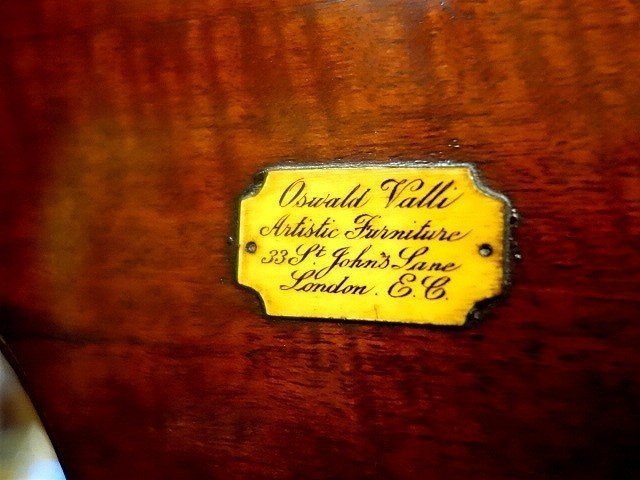 Oswald Valli
Artistic Furniture
33 St John's Lane
London. E.C.